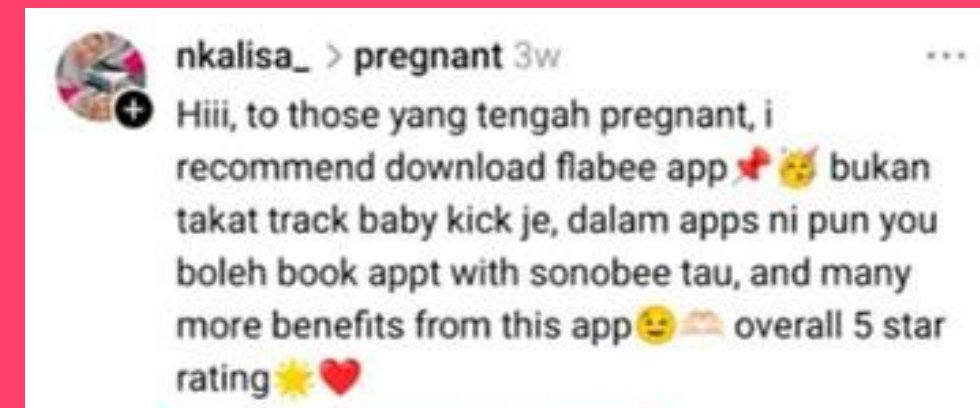 nkalisa_ > pregnant 3w
Hiii, to those yang tengah pregnant, i
recommend download flabee app📌🥳 bukan
takat track baby kick je, dalam apps ni pun you
boleh book appt with sonobee tau, and many
more benefits from this app😉🫶🏻 overall 5 star
rating🌟❤️